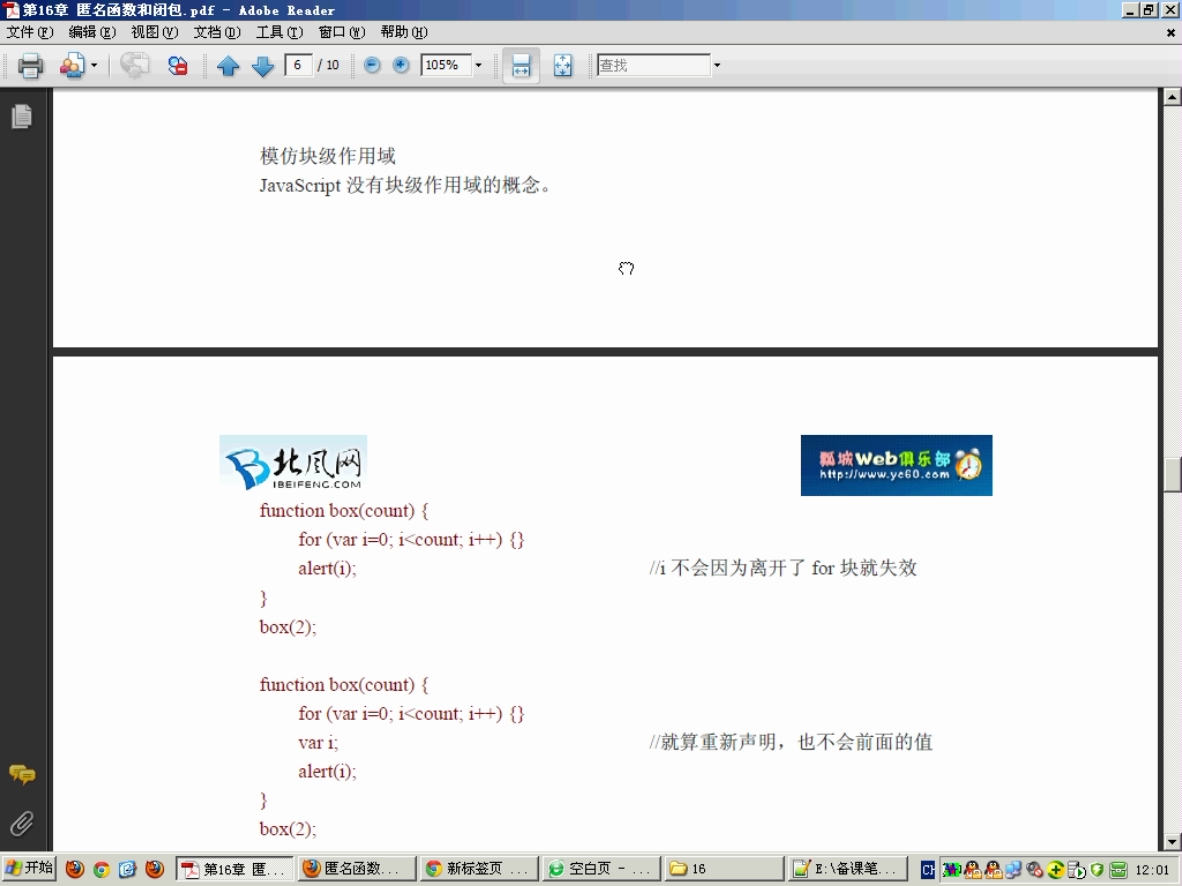 第16章 匿名函数和闭包.pdf - Adobe Reader
文件(F) 编辑(E) 视图(V) 文档(D) 工具(T) 窗口(W) 帮助(H)
6 / 10 105% 查找
模仿块级作用域
JavaScript 没有块级作用域的概念。
北风网
IBEIFENG.COM
瓢城Web俱乐部
http://www.yc60.com
function box(count) {
for (var i=0; i<count; i++) {}
alert(i); //i 不会因为离开了 for 块就失效
}
box(2);
function box(count) {
for (var i=0; i<count; i++) {}
var i; //就算重新声明，也不会前面的值
alert(i);
}
box(2);
开始 第16章 匿... 匿名函数... 新标签页 ... 空白页 - ... 16 E:\备课笔... CH 12:01